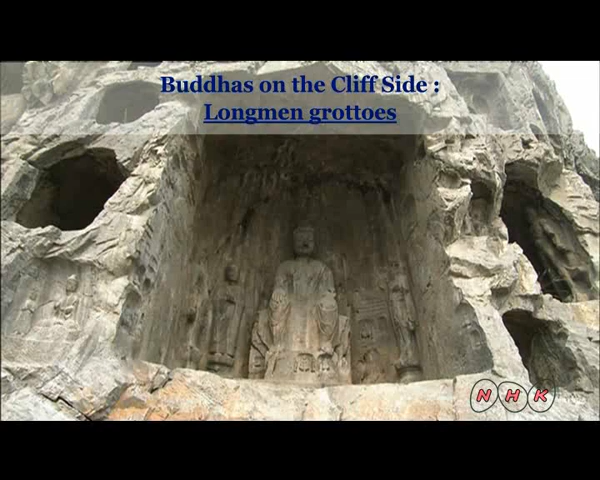 Buddhas on the Cliff Side :
Longmen grottoes
NHK